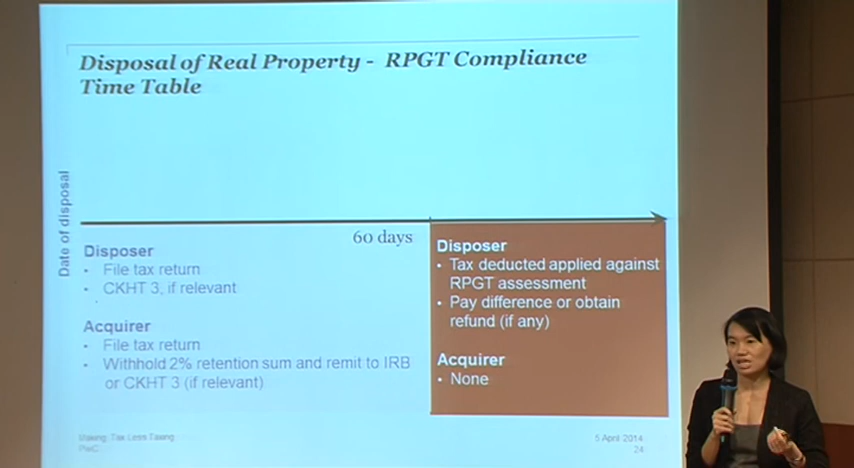 Disposal of Real Property - RPGT Compliance
Time Table
Date of disposal
60 days
Disposer
• File tax return
• CKHT 3, if relevant
Acquirer
• File tax return
• Withhold 2% retention sum and remit to IRB
or CKHT 3 (if relevant)
Disposer
• Tax deducted applied against
RPGT assessment
• Pay difference or obtain
refund (if any)
Acquirer
• None
Making Tax Less Taxing
PwC
5 April 2014
24